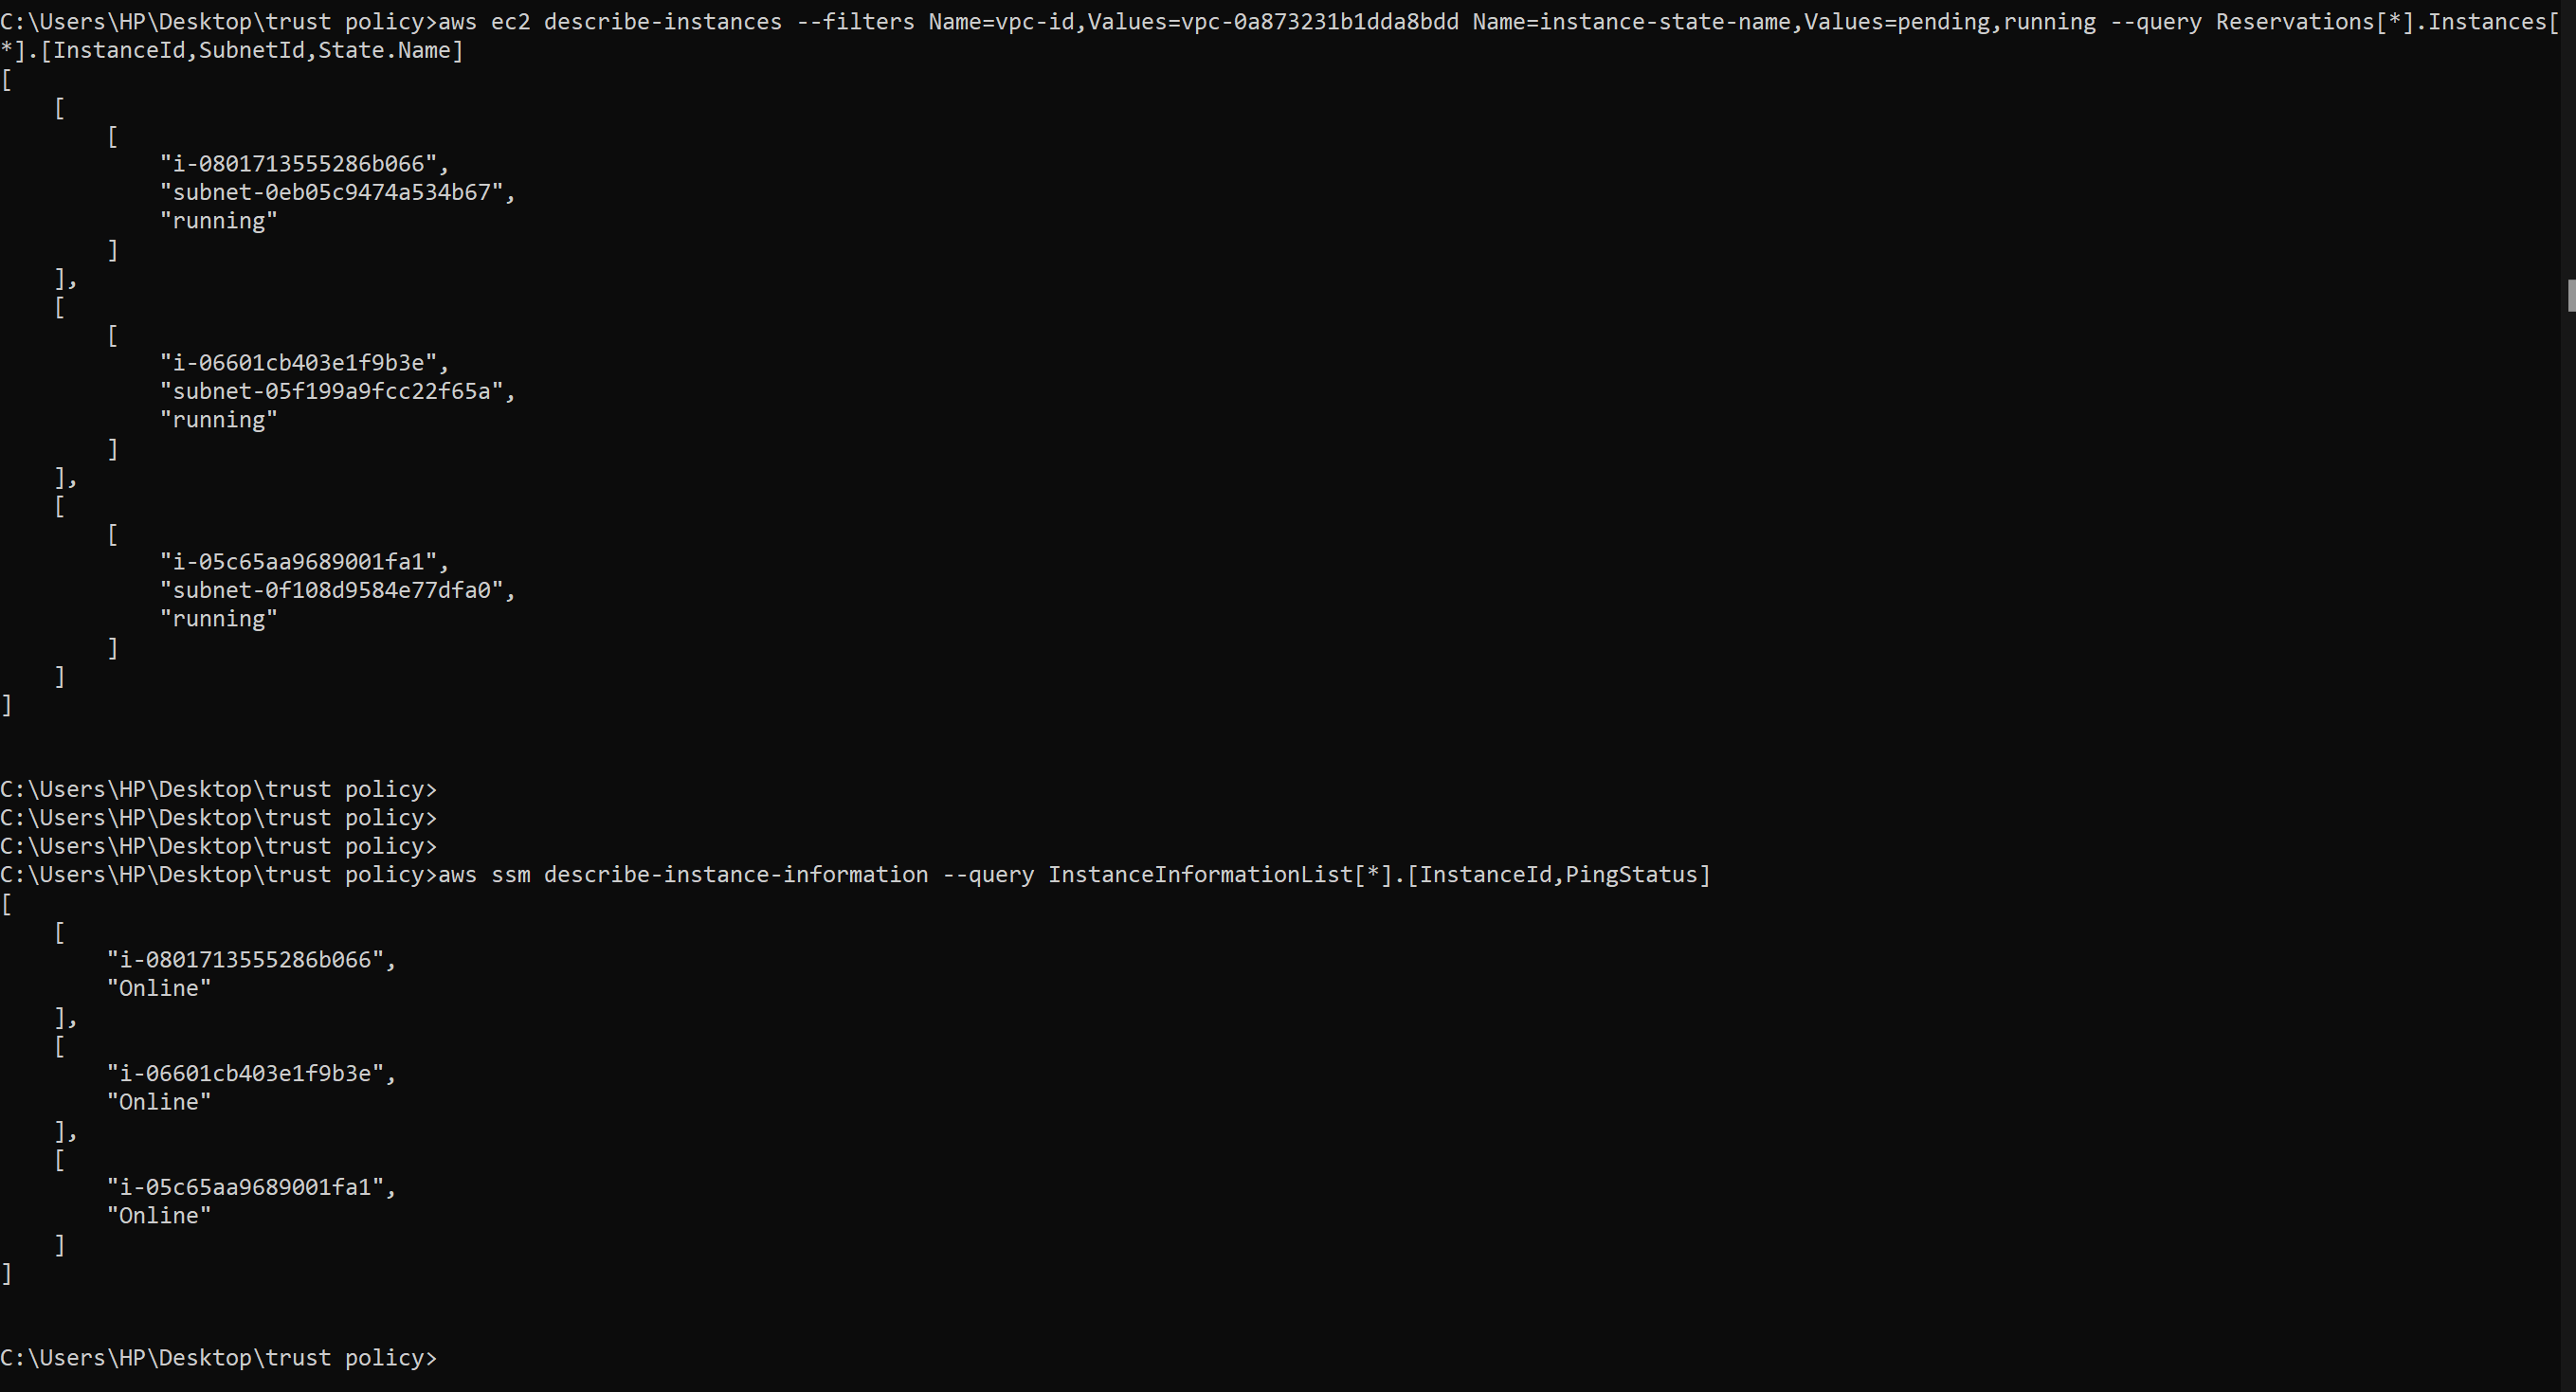 C:\Users\HP\Desktop\trust policy>aws ec2 describe-instances --filters Name=vpc-id,Values=vpc-0a873231b1dda8bdd Name=instance-state-name,Values=pending,running --query Reservations[*].Instances[
*].[InstanceId,SubnetId,State.Name]
[
    [
        [
            "i-0801713555286b066",
            "subnet-0eb05c9474a534b67",
            "running"
        ]
    ],
    [
        [
            "i-06601cb403e1f9b3e",
            "subnet-05f199a9fcc22f65a",
            "running"
        ]
    ],
    [
        [
            "i-05c65aa9689001fa1",
            "subnet-0f108d9584e77dfa0",
            "running"
        ]
    ]
]
C:\Users\HP\Desktop\trust policy>
C:\Users\HP\Desktop\trust policy>
C:\Users\HP\Desktop\trust policy>
C:\Users\HP\Desktop\trust policy>aws ssm describe-instance-information --query InstanceInformationList[*].[InstanceId,PingStatus]
[
    [
        "i-0801713555286b066",
        "Online"
    ],
    [
        "i-06601cb403e1f9b3e",
        "Online"
    ],
    [
        "i-05c65aa9689001fa1",
        "Online"
    ]
]
C:\Users\HP\Desktop\trust policy>